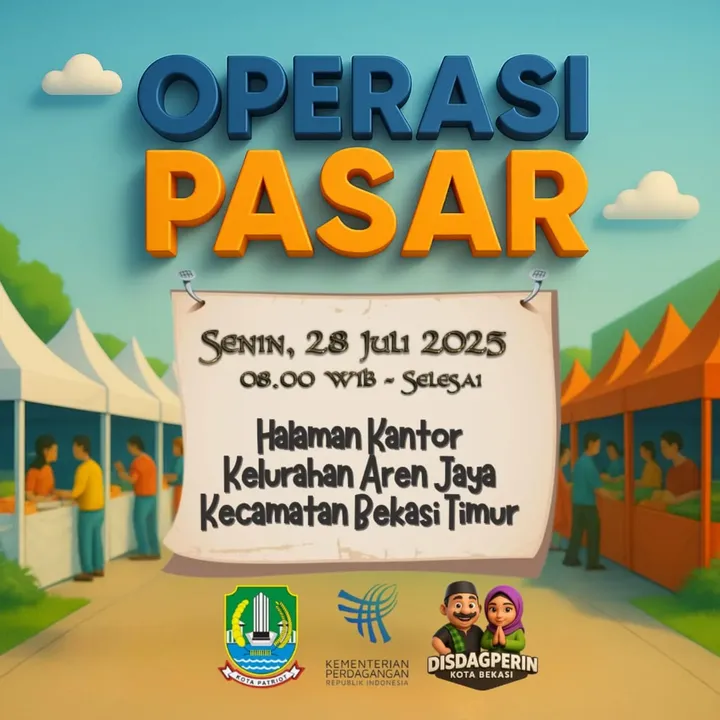 OPERASI
PASAR
Senin, 28 Juli 2025
08.00 WIB - Selesai
Halaman Kantor
Kelurahan Aren Jaya
Kecamatan Bekasi Timur
KOTA PATRIOT
KEMENTERIAN
PERDAGANGAN
REPUBLIK INDONESIA
DISDAGPERIN
KOTA BEKASI